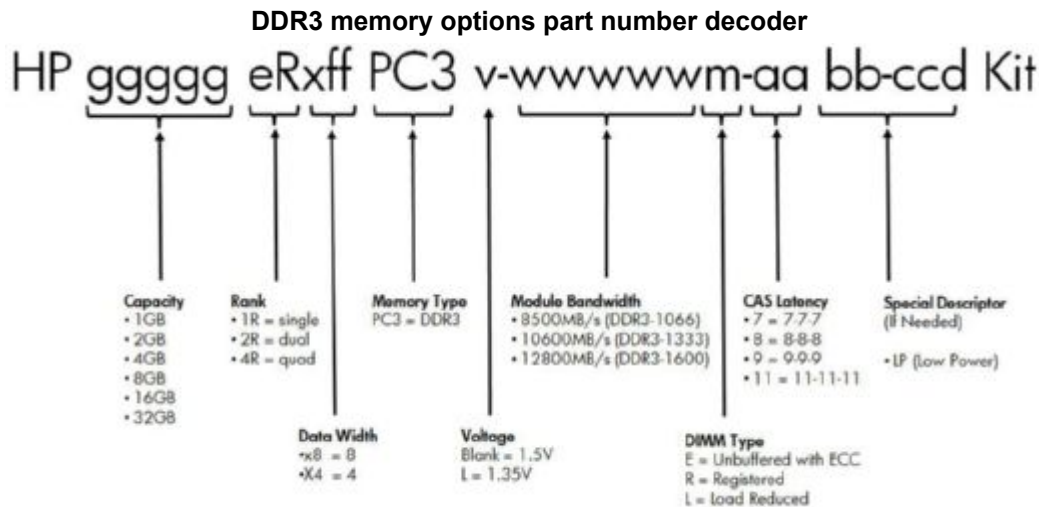 DDR3 memory options part number decoder
HP ggggg eRxff PC3 v-wwwwwm-aa bb-ccd Kit
Capacity
• 1GB
• 2GB
• 4GB
• 8GB
• 16GB
• 32GB
Rank
• 1R = single
• 2R = dual
• 4R = quad
Memory Type
PC3 = DDR3
Module Bandwidth
• 8500MB/s (DDR3-1066)
• 10600MB/s (DDR3-1333)
• 12800MB/s (DDR3-1600)
CAS Latency
• 7 = 7-7-7
• 8 = 8-8-8
• 9 = 9-9-9
• 11 = 11-11-11
Special Descriptor
(If Needed)
• LP (Low Power)
Data Width
•x8 = 8
•X4 = 4
Voltage
Blank = 1.5V
L = 1.35V
DIMM Type
E = Unbuffered with ECC
R = Registered
L = Load Reduced